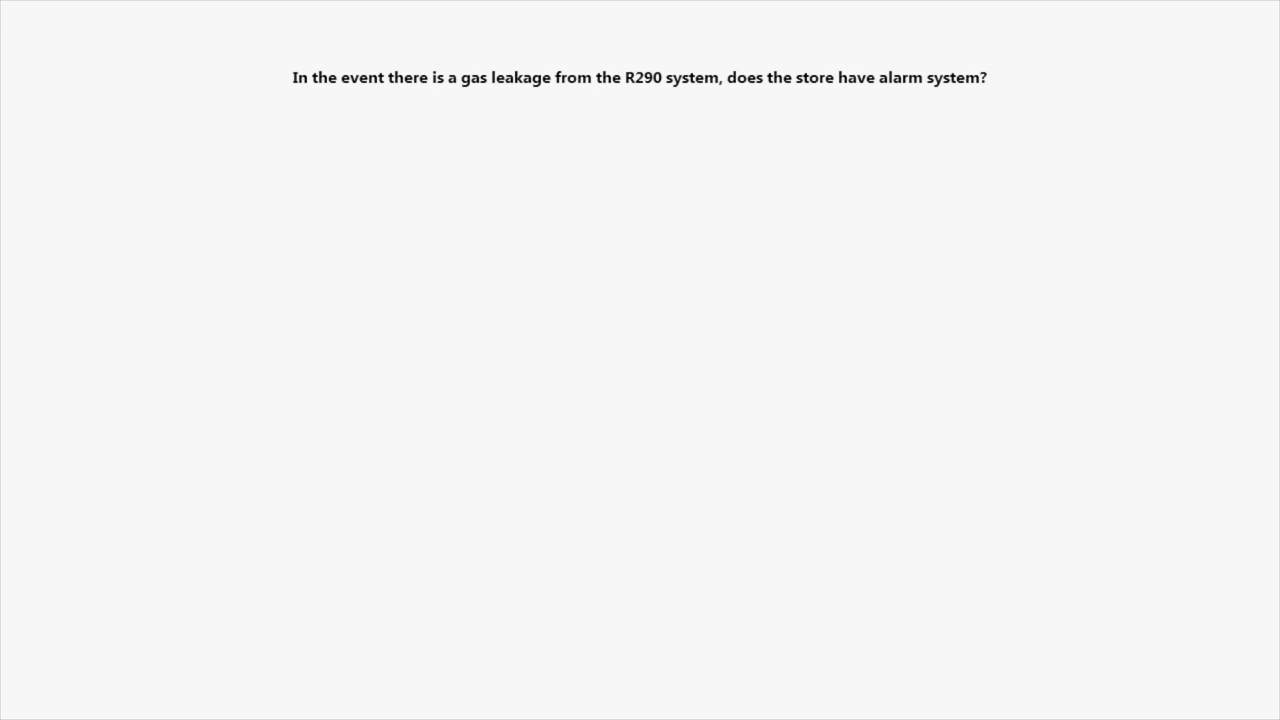 In the event there is a gas leakage from the R290 system, does the store have alarm system?